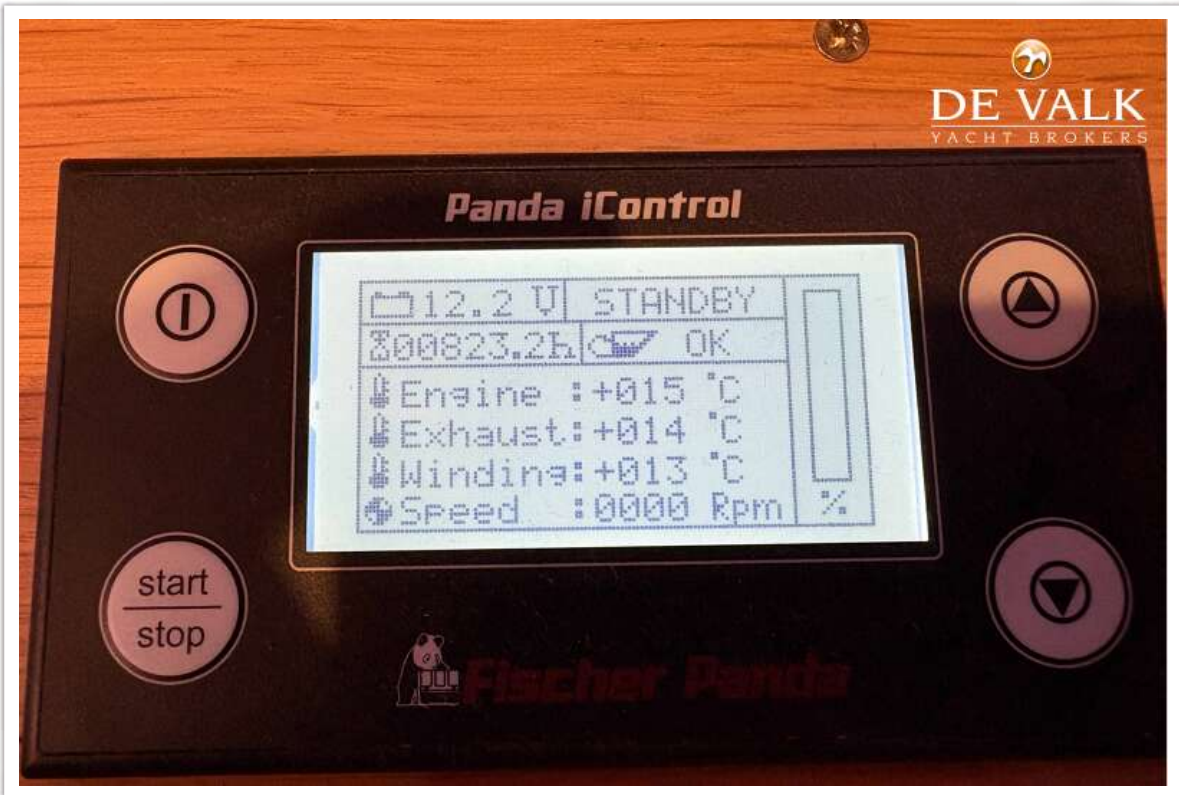 DE VALK
YACHT BROKERS
Panda iControl
12.2 V STANDBY
00823.2h OK
Engine :+015 °C
Exhaust:+014 °C
Winding:+013 °C
Speed :0000 Rpm %
start
stop
Fischer Panda